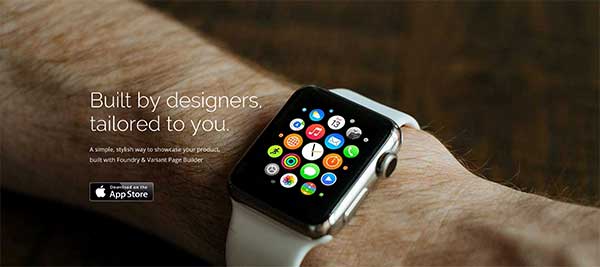 Built by designers,
tailored to you.
A simple, stylish way to showcase your product,
built with Foundry & Variant Page Builder
Download on the
App Store
13